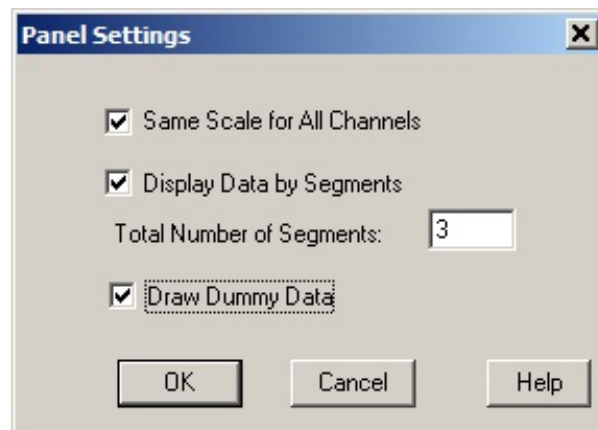 Panel Settings
Same Scale for All Channels
Display Data by Segments
Total Number of Segments: 3
Draw Dummy Data
OK Cancel Help